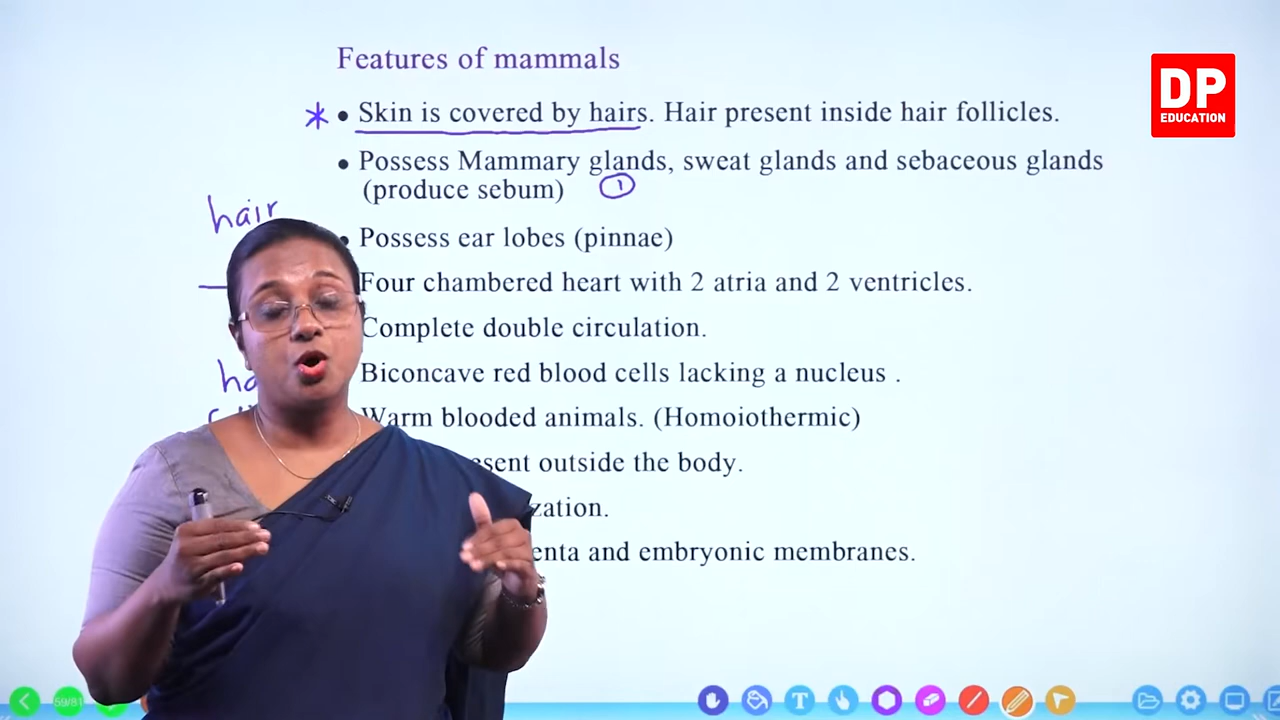 Features of mammals
DP
EDUCATION
* • Skin is covered by hairs. Hair present inside hair follicles.
• Possess Mammary glands, sweat glands and sebaceous glands
(produce sebum) 1
hair
• Possess ear lobes (pinnae)
Four chambered heart with 2 atria and 2 ventricles.
Complete double circulation.
Biconcave red blood cells lacking a nucleus .
Warm blooded animals. (Homoiothermic)
outside the body.
and embryonic membranes.
59/81
T